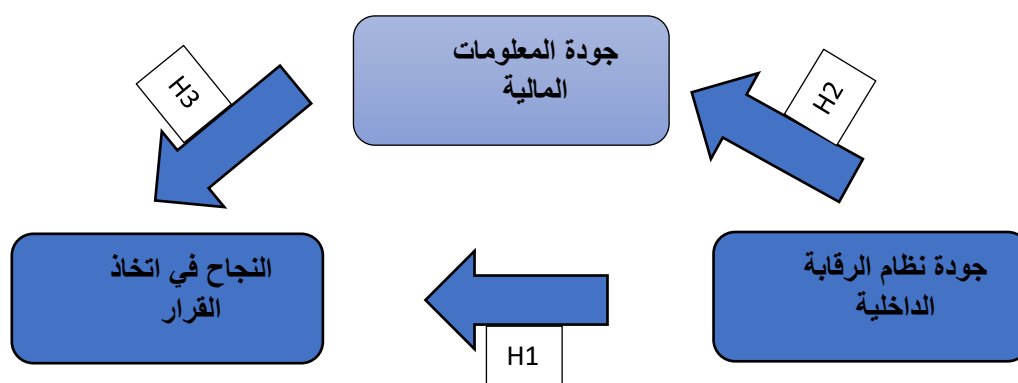 جودة المعلومات
المالية
H2
H3
جودة نظام الرقابة
الداخلية
النجاح في اتخاذ
القرار
H1